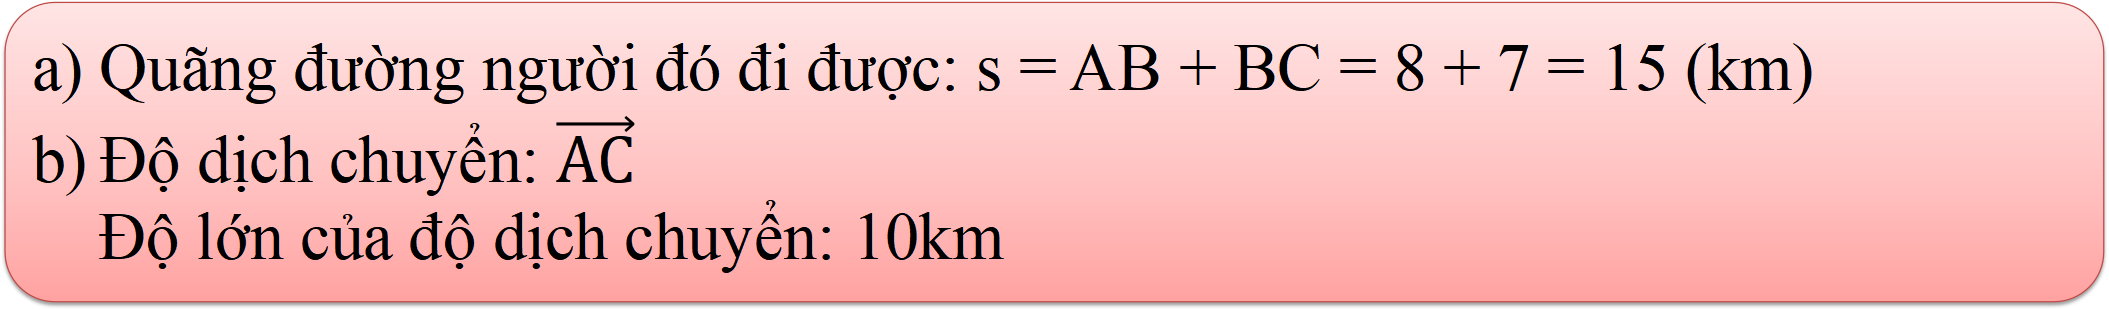 a) Quãng đường người đó đi được: s = AB + BC = 8 + 7 = 15 (km)
b) Độ dịch chuyển: $\overrightarrow{AC}$
Độ lớn của độ dịch chuyển: 10km